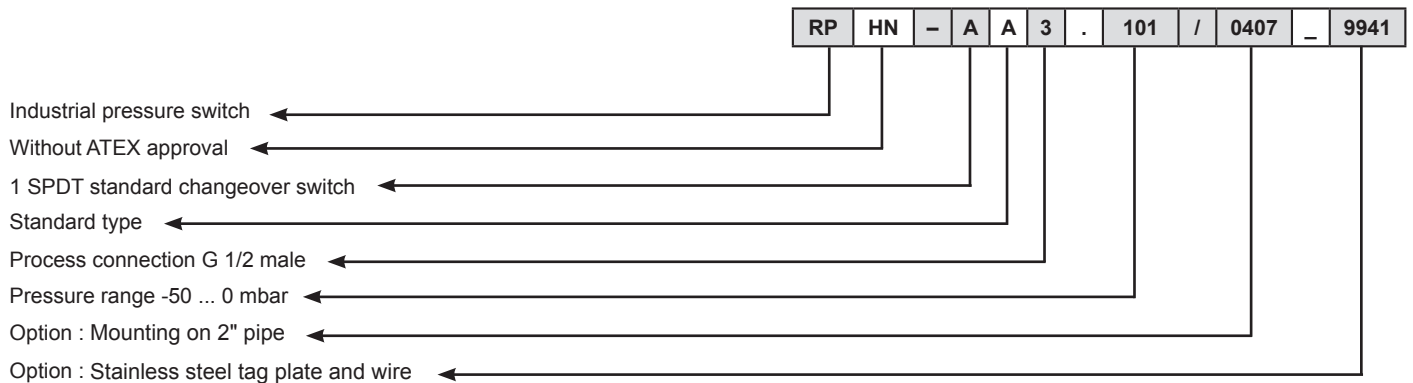 RP HN – A A 3 . 101 / 0407 _ 9941
Industrial pressure switch
Without ATEX approval
1 SPDT standard changeover switch
Standard type
Process connection G 1/2 male
Pressure range -50 ... 0 mbar
Option : Mounting on 2" pipe
Option : Stainless steel tag plate and wire